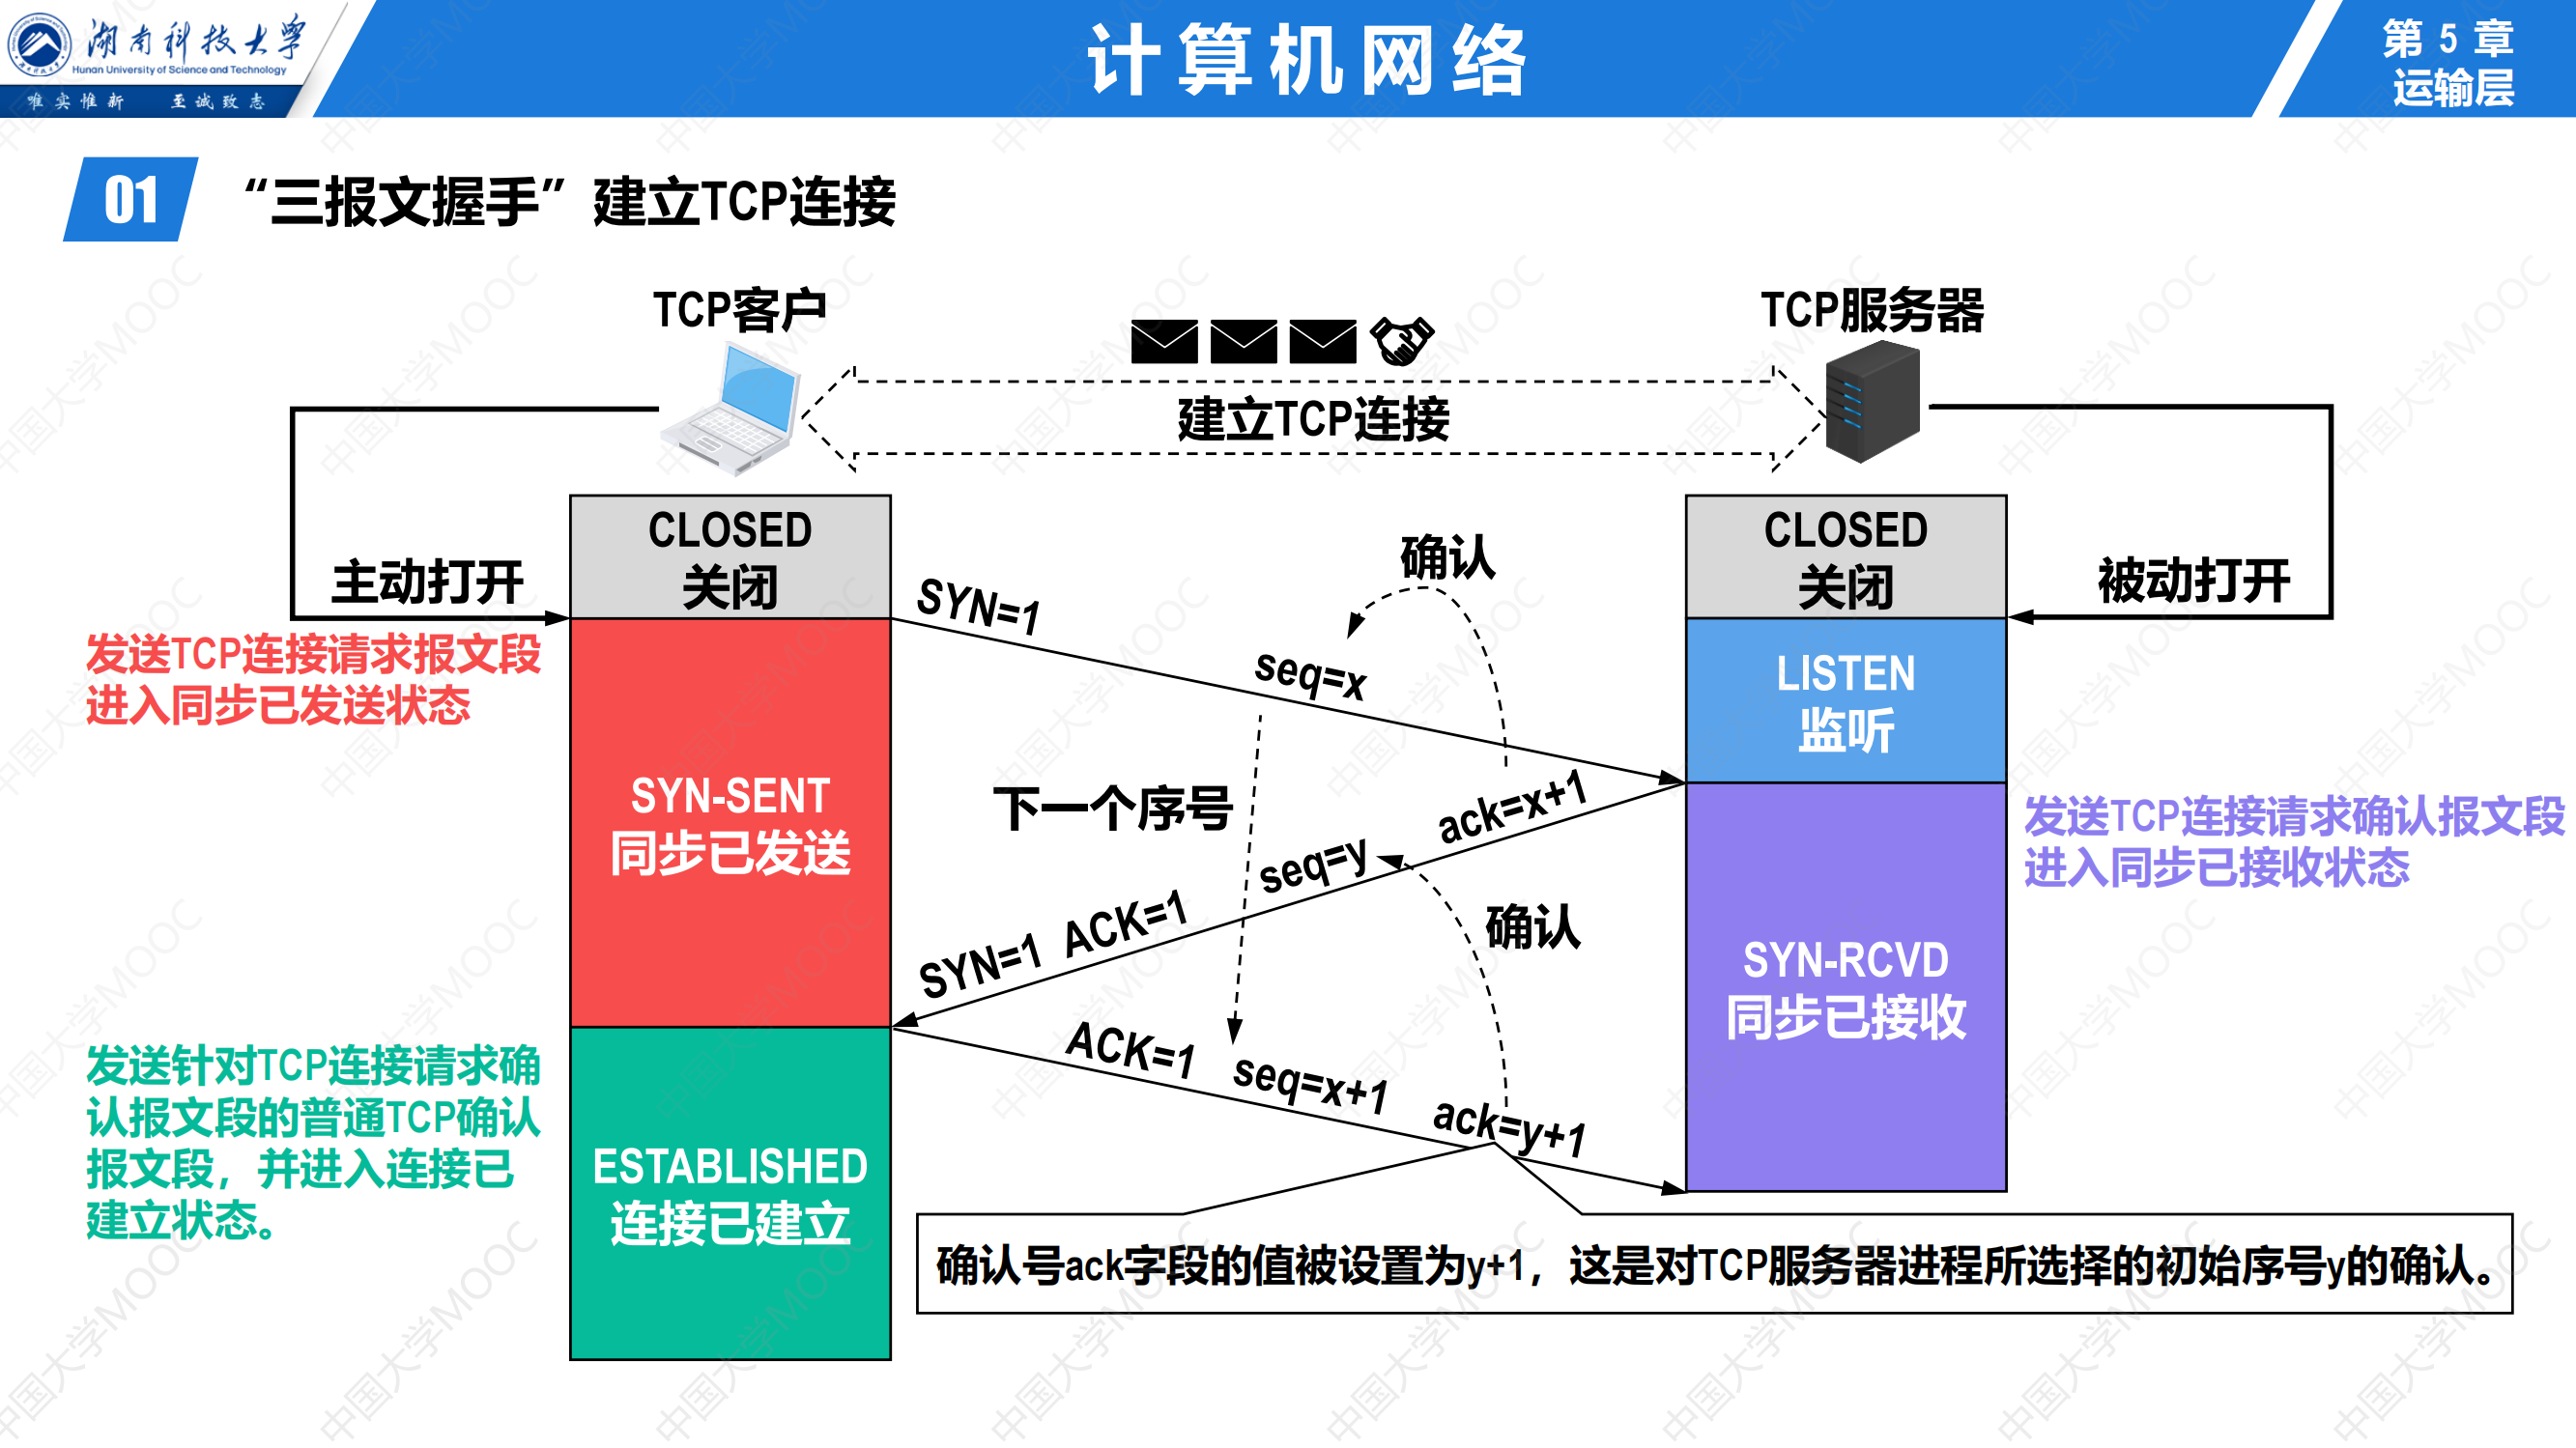 湖南科技大学
Hunan University of Science and Technology
唯实惟新 至诚致志
计算机网络
第 5 章
运输层
01
“三报文握手”建立TCP连接
TCP客户
TCP服务器
建立TCP连接
主动打开
CLOSED
关闭
确认
CLOSED
关闭
被动打开
发送TCP连接请求报文段
进入同步已发送状态
SYN=1
seq=x
LISTEN
监听
SYN-SENT
同步已发送
下一个序号
ack=x+1
seq=y
SYN=1 ACK=1
确认
发送TCP连接请求确认报文段
进入同步已接收状态
SYN-RCVD
同步已接收
发送针对TCP连接请求确
认报文段的普通TCP确认
报文段，并进入连接已
建立状态。
ACK=1
seq=x+1
ack=y+1
ESTABLISHED
连接已建立
确认号ack字段的值被设置为y+1，这是对TCP服务器进程所选择的初始序号y的确认。
中国大学MOOC